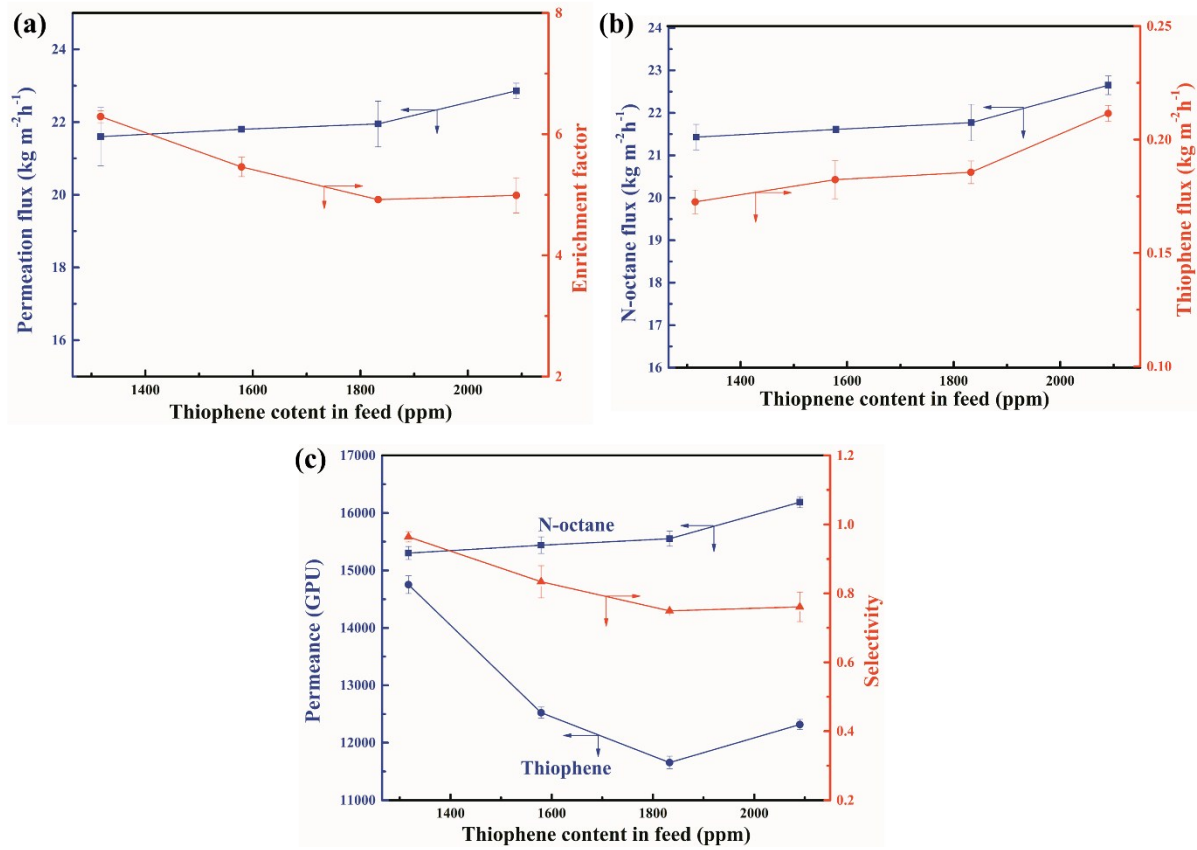 (a)
24
22
20
18
16
Permeation flux (kg m⁻²h⁻¹)
8
6
4
2
Enrichment factor
1400 1600 1800 2000
Thiophene cotent in feed (ppm)
(b)
24
23
22
21
20
19
18
17
16
N-octane flux (kg m⁻²h⁻¹)
0.25
0.20
0.15
0.10
Thiophene flux (kg m⁻²h⁻¹)
1400 1600 1800 2000
Thiopnene content in feed (ppm)
(c)
17000
16000
15000
14000
13000
12000
11000
Permeance (GPU)
N-octane
Thiophene
1.2
1.0
0.8
0.6
0.4
0.2
Selectivity
1400 1600 1800 2000
Thiophene content in feed (ppm)